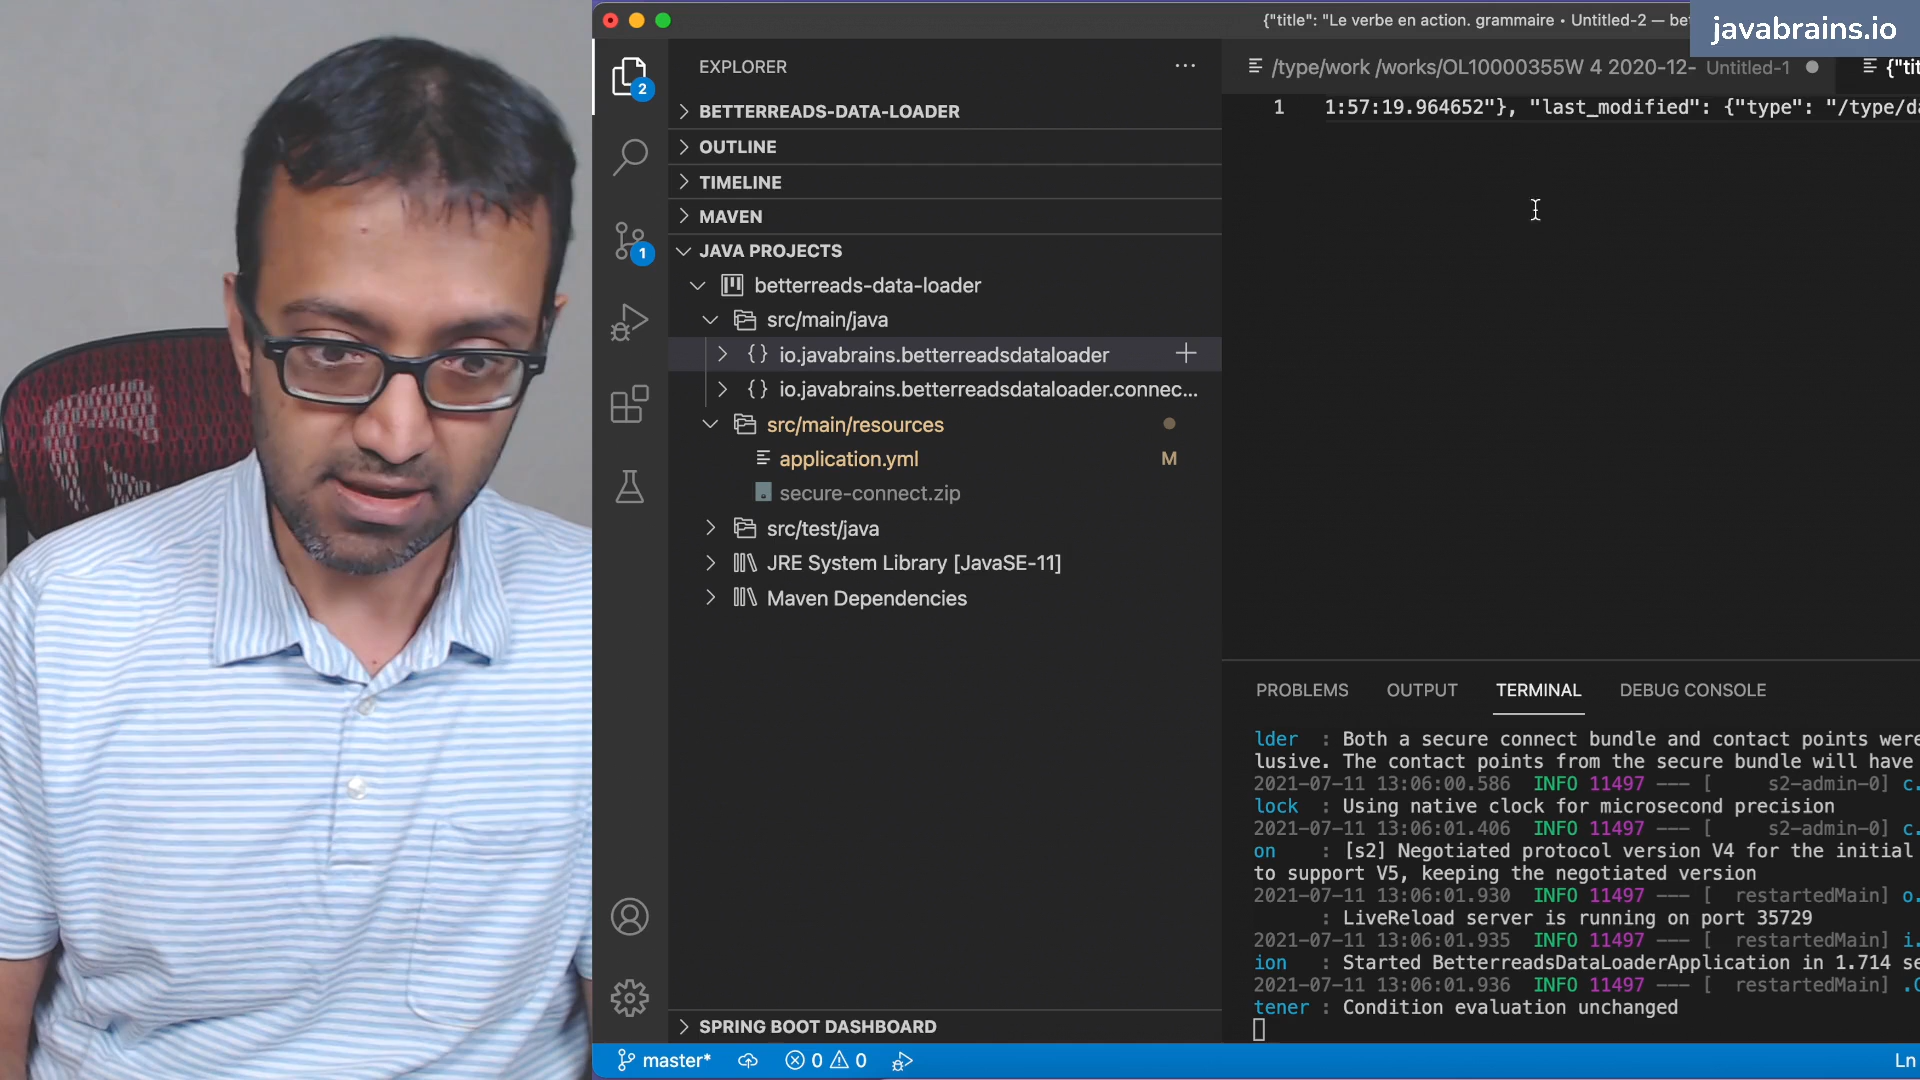 {"title": "Le verbe en action. grammaire • Untitled-2 — bet
javabrains.io
2
EXPLORER
/type/work /works/OL10000355W 4 2020-12- Untitled-1
{"tit
BETTERREADS-DATA-LOADER
1 1:57:19.964652"}, "last_modified": {"type": "/type/da
OUTLINE
TIMELINE
MAVEN
1
JAVA PROJECTS
betterreads-data-loader
src/main/java
{} io.javabrains.betterreadsdataloader
{} io.javabrains.betterreadsdataloader.connec...
src/main/resources
application.yml M
secure-connect.zip
src/test/java
JRE System Library [JavaSE-11]
Maven Dependencies
PROBLEMS OUTPUT TERMINAL DEBUG CONSOLE
lder : Both a secure connect bundle and contact points were
lusive. The contact points from the secure bundle will have
2021-07-11 13:06:00.586 INFO 11497 --- [ s2-admin-0] c.
lock : Using native clock for microsecond precision
2021-07-11 13:06:01.406 INFO 11497 --- [ s2-admin-0] c.
on : [s2] Negotiated protocol version V4 for the initial
to support V5, keeping the negotiated version
2021-07-11 13:06:01.930 INFO 11497 --- [ restartedMain] o.
: LiveReload server is running on port 35729
2021-07-11 13:06:01.935 INFO 11497 --- [ restartedMain] i.
ion : Started BetterreadsDataLoaderApplication in 1.714 se
2021-07-11 13:06:01.936 INFO 11497 --- [ restartedMain] .C
tener : Condition evaluation unchanged
SPRING BOOT DASHBOARD
master* 0 0 Ln